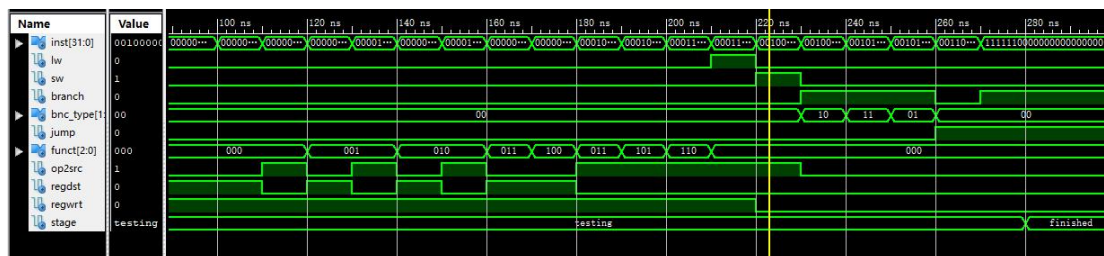 Name Value 100 ns 120 ns 140 ns 160 ns 180 ns 200 ns 220 ns 240 ns 260 ns 280 ns
inst[31:0] 00100000 00000··· 00000··· 00000··· 00000··· 00001··· 00000··· 00001··· 00000··· 00000··· 00010··· 00010··· 00011··· 00011··· 00100··· 00100··· 00101··· 00101··· 00110··· 1111110000000000000000
lw 0
sw 1
branch 0
bnc_type[1: 00 00 10 11 01 00
jump 0
funct[2:0] 000 000 001 010 011 100 011 101 110 000
op2src 1
regdst 0
regwrt 0
stage testing testing finished